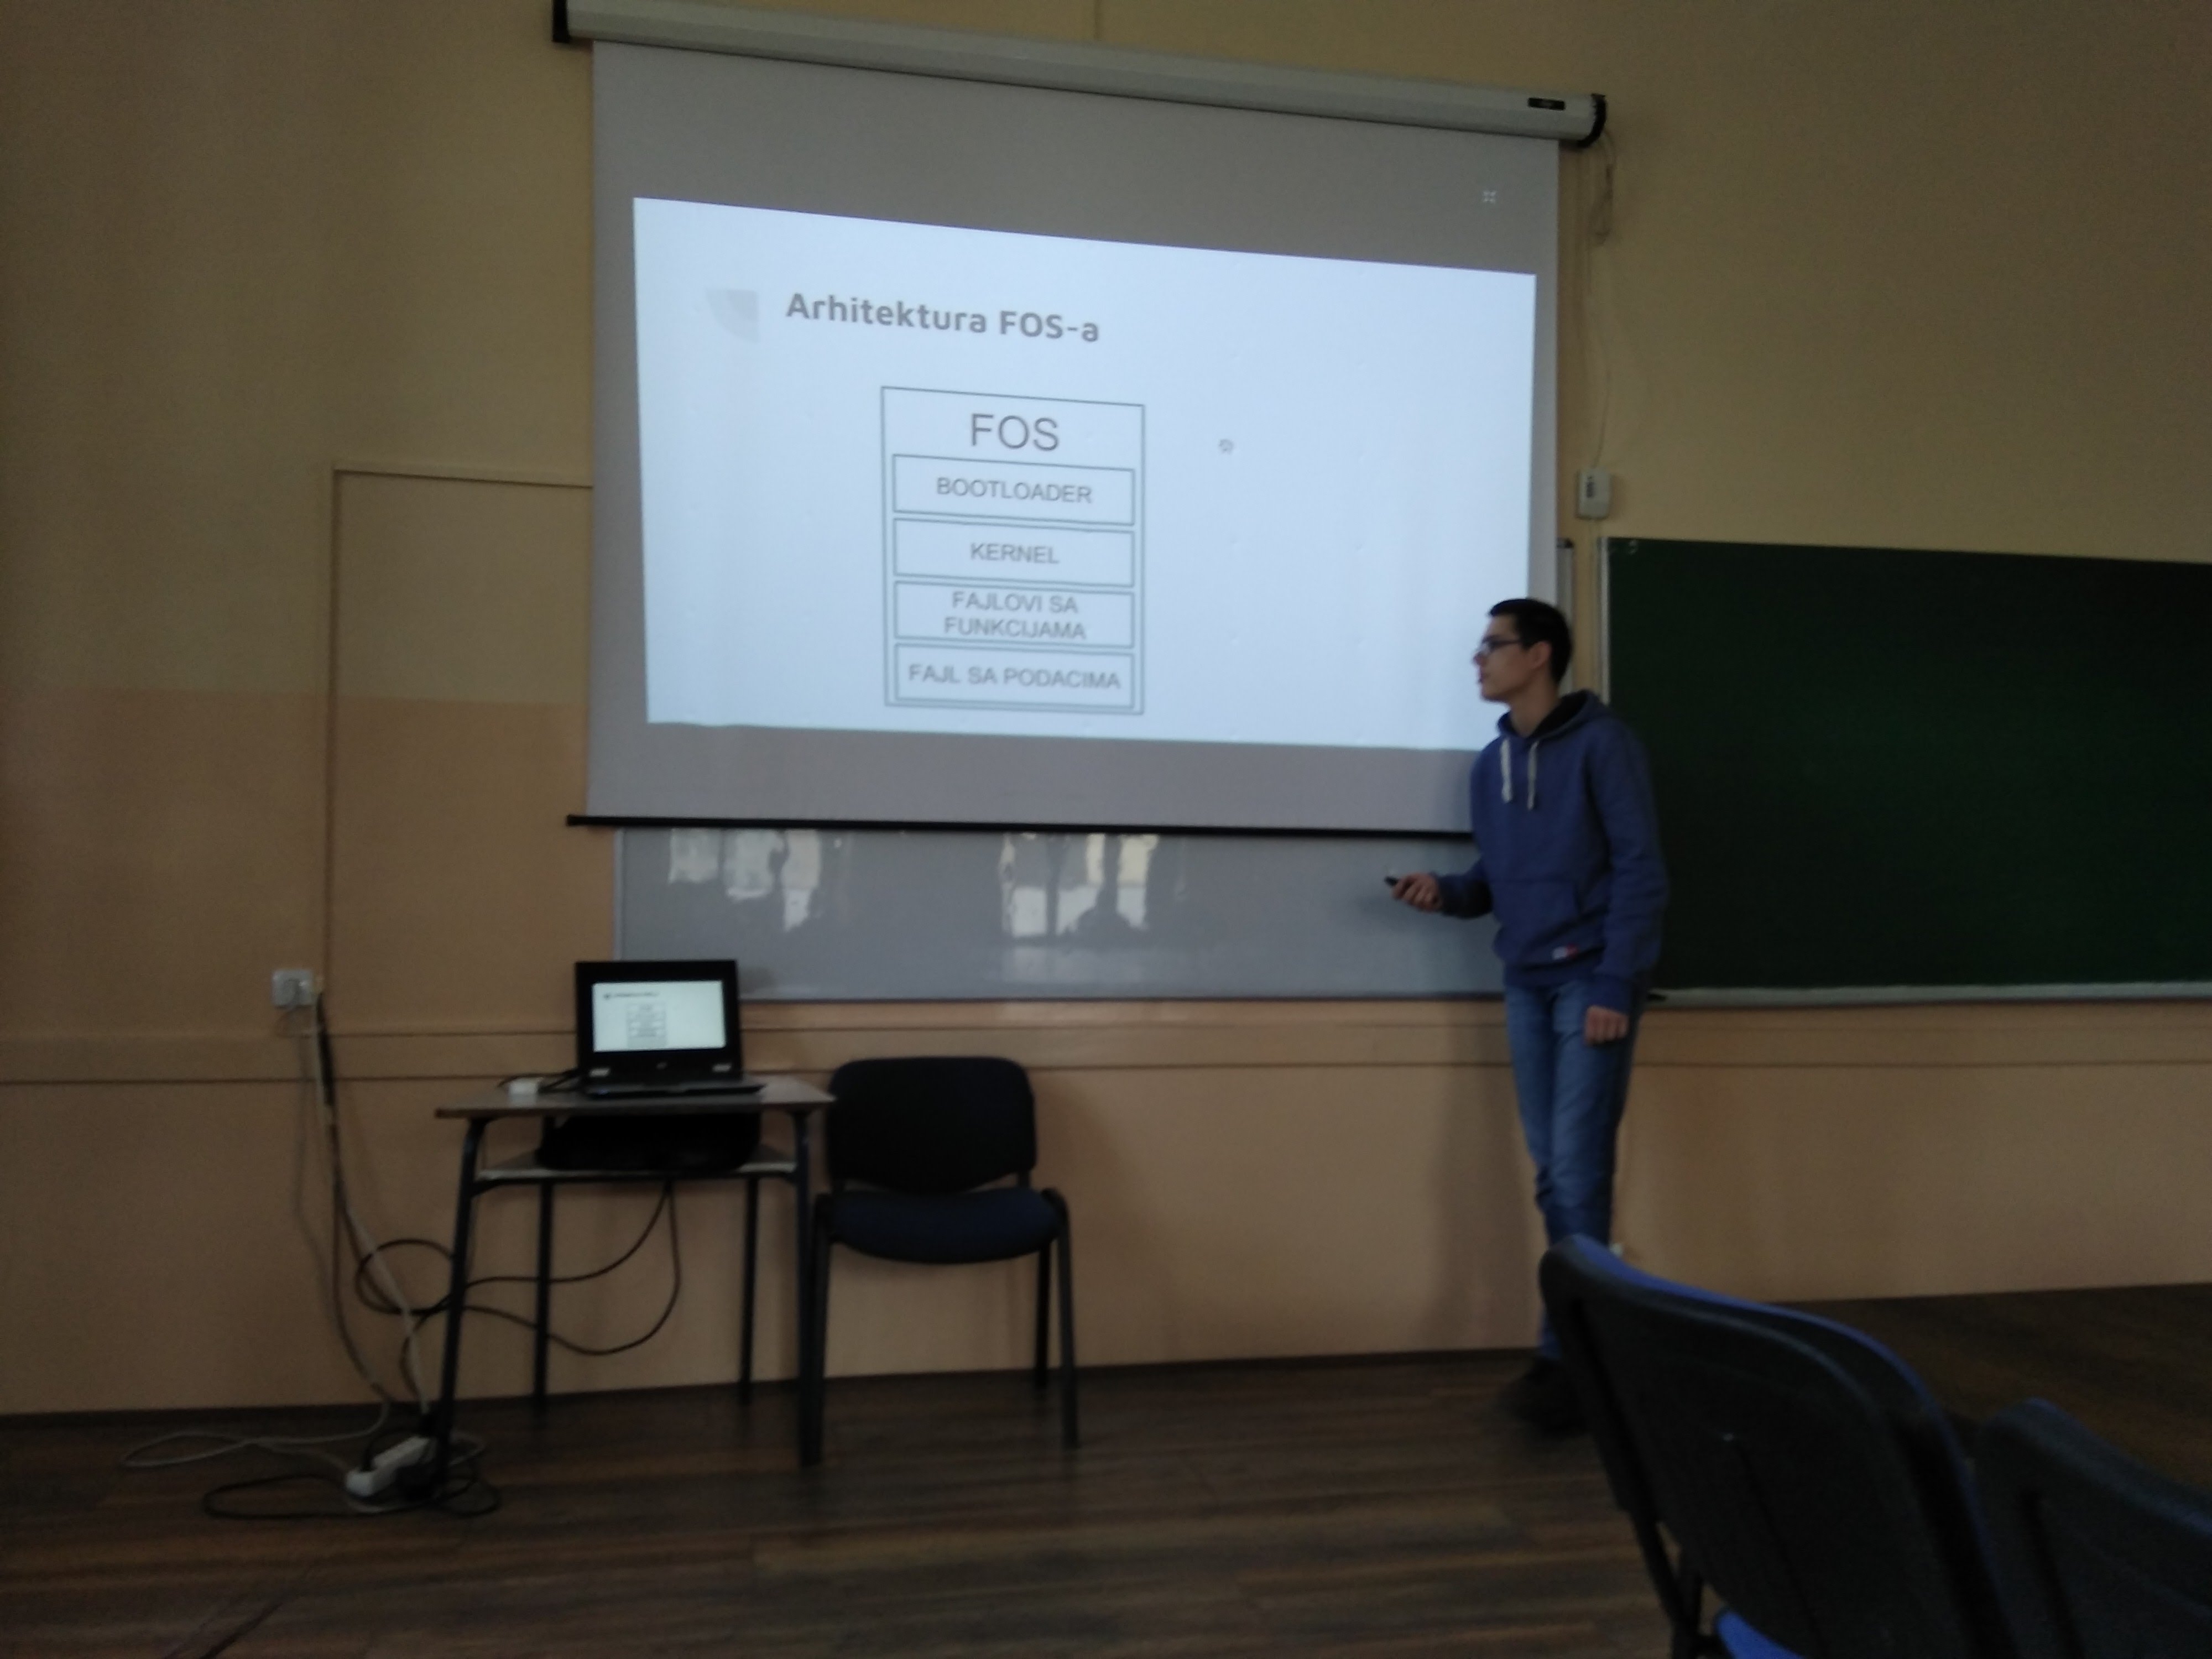 Arhitektura FOS-a
FOS
BOOTLOADER
KERNEL
FAJLOVI SA
FUNKCIJAMA
FAJL SA PODACIMA